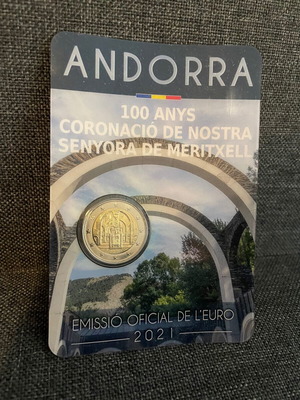 ANDORRA
100 ANYS
CORONACIÓ DE NOSTRA
SENYORA DE MERITXELL
EMISSIÓ OFICIAL DE L'EURO
2021